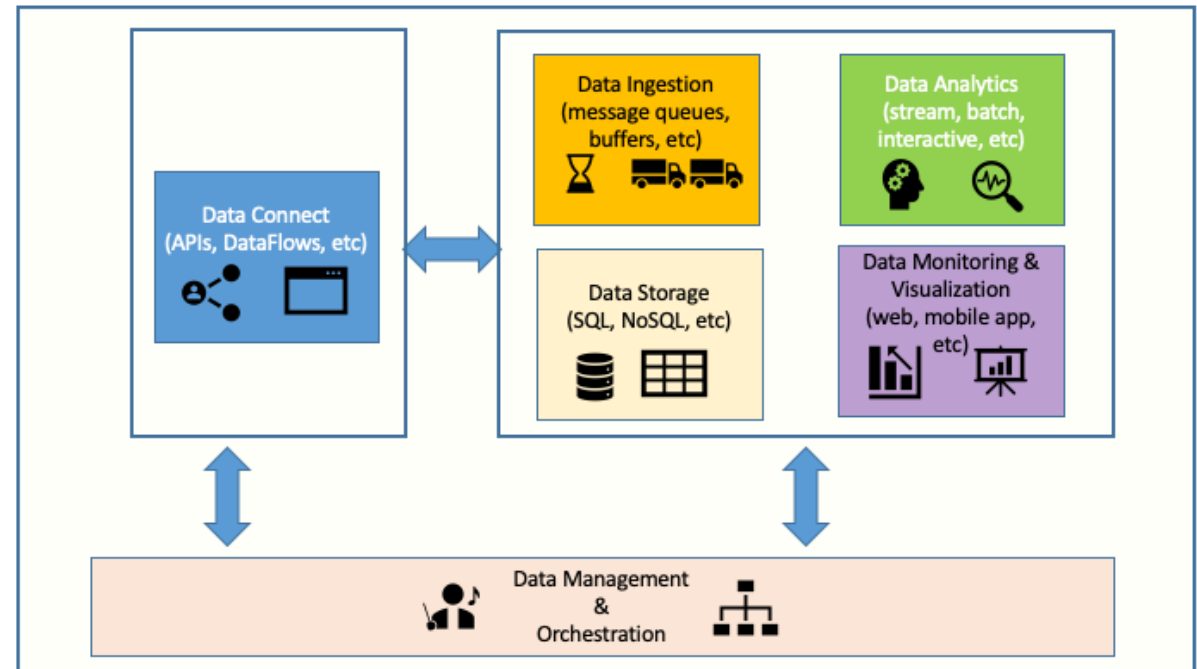 Data Connect
(APIs, DataFlows, etc)
Data Ingestion
(message queues,
buffers, etc)
Data Analytics
(stream, batch,
interactive, etc)
Data Storage
(SQL, NoSQL, etc)
Data Monitoring &
Visualization
(web, mobile app,
etc)
Data Management
&
Orchestration